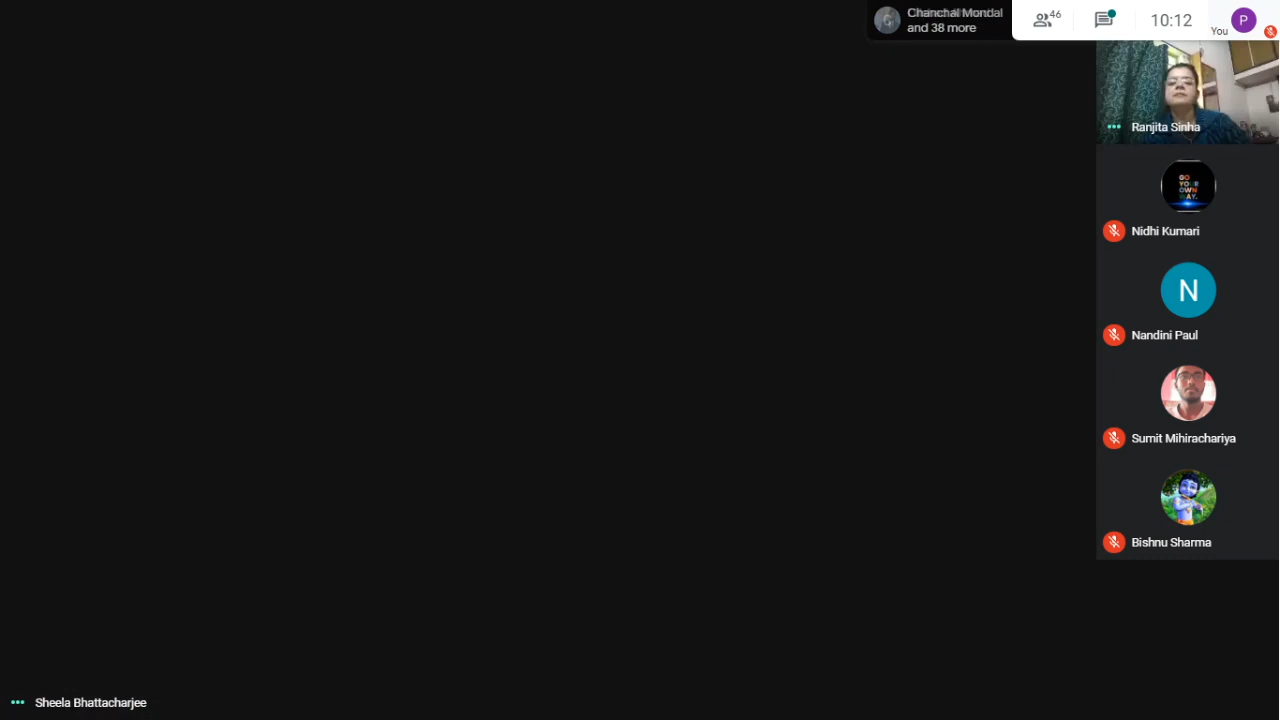 Chanchal Mondal
and 38 more
46
10:12
You
P
Ranjita Sinha
GO
YOUR
OWN
WAY.
Nidhi Kumari
N
Nandini Paul
Sumit Mihirachariya
Bishnu Sharma
Sheela Bhattacharjee